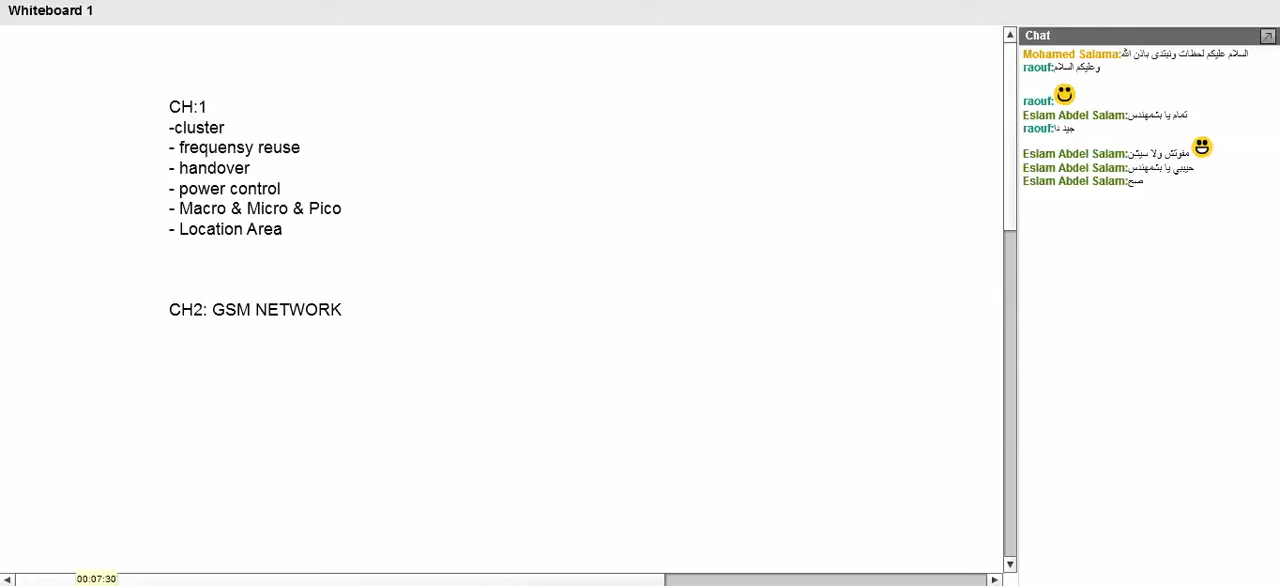 Whiteboard 1
CH:1
-cluster
- frequensy reuse
- handover
- power control
- Macro & Micro & Pico
- Location Area
CH2: GSM NETWORK
00:07:30
Chat
Mohamed Salama:السلام عليكم لحظات ونبتدى باذن الله
raouf:وعليكم السلام
raouf:
Eslam Abdel Salam:تمام يا بشمهندس
raouf:جيد دا
Eslam Abdel Salam:مفوتش ولا سيشن
Eslam Abdel Salam:حبيبي يا بشمهندس
Eslam Abdel Salam:صح